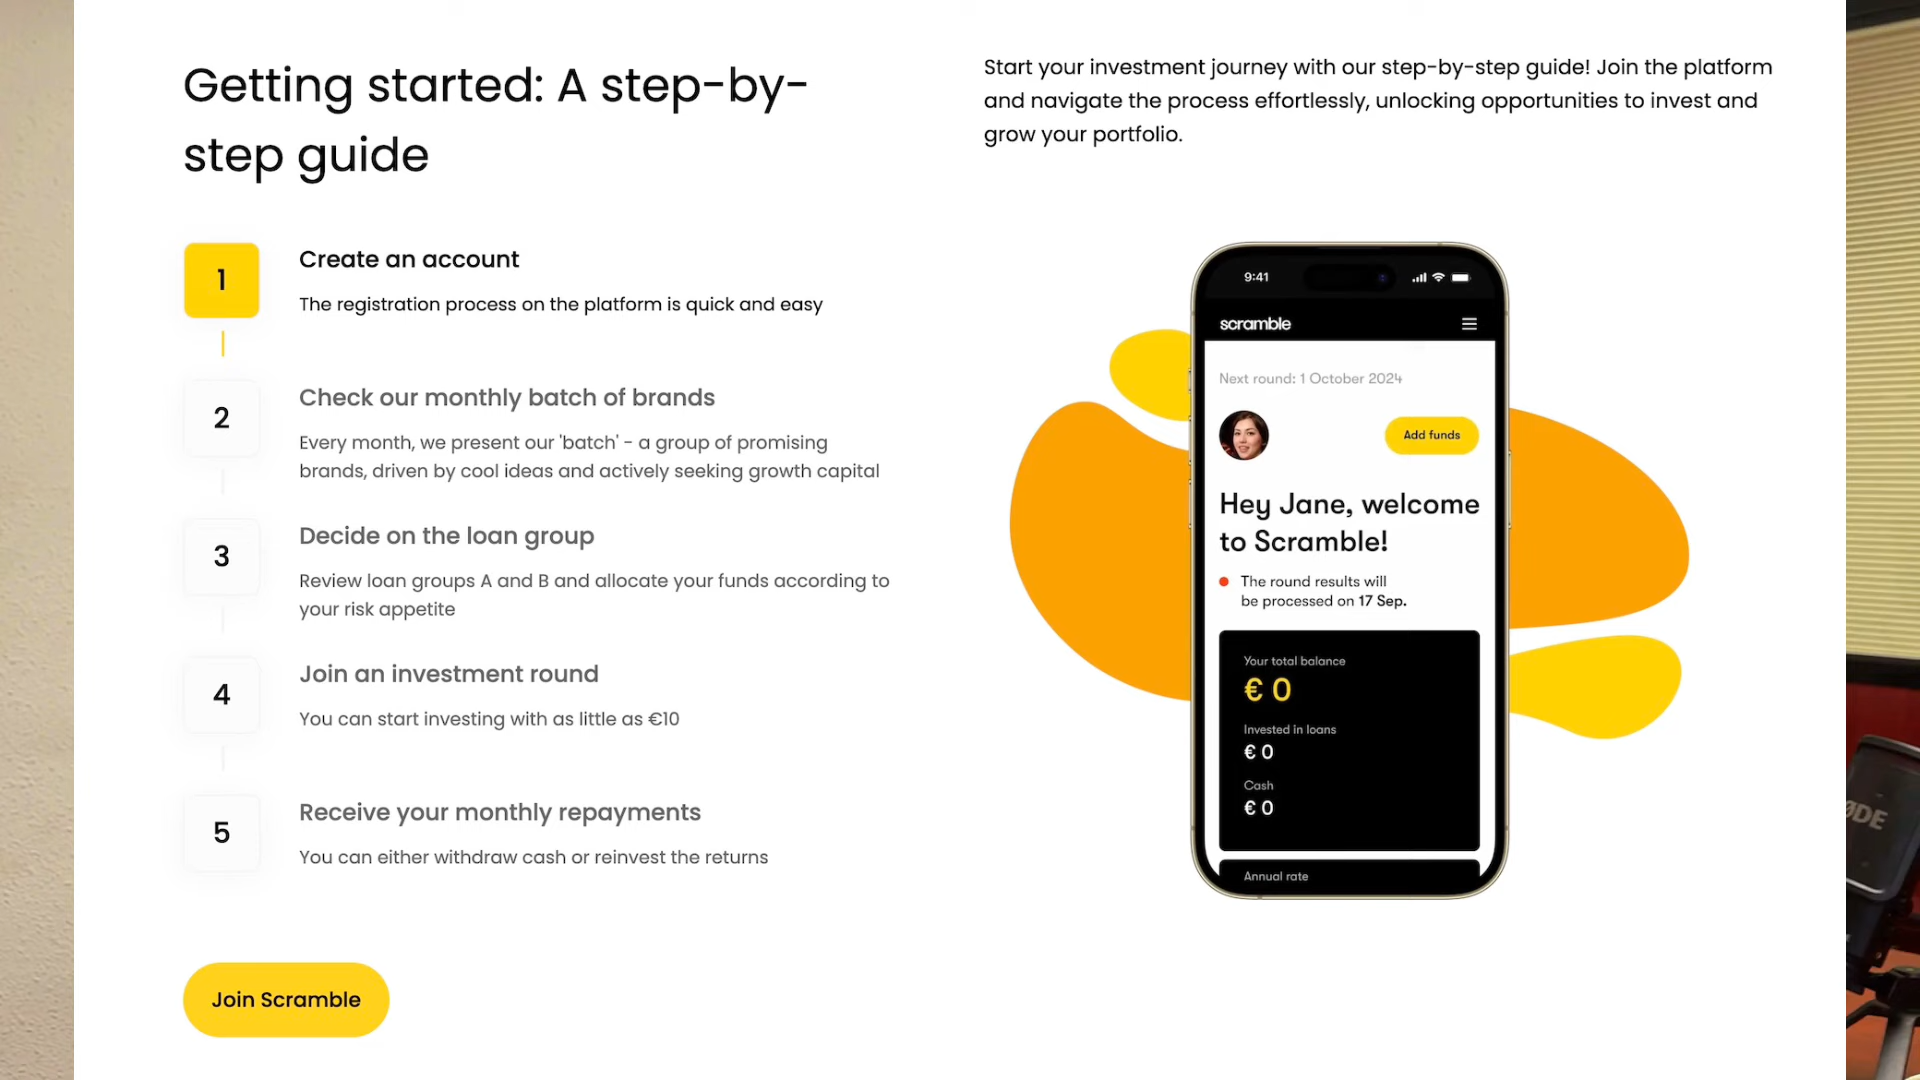 Getting started: A step-by-
step guide
Start your investment journey with our step-by-step guide! Join the platform
and navigate the process effortlessly, unlocking opportunities to invest and
grow your portfolio.
1
Create an account
The registration process on the platform is quick and easy
2
Check our monthly batch of brands
Every month, we present our 'batch' - a group of promising
brands, driven by cool ideas and actively seeking growth capital
3
Decide on the loan group
Review loan groups A and B and allocate your funds according to
your risk appetite
4
Join an investment round
You can start investing with as little as €10
5
Receive your monthly repayments
You can either withdraw cash or reinvest the returns
Join Scramble
9:41
scramble
Next round: 1 October 2024
Add funds
Hey Jane, welcome
to Scramble!
The round results will
be processed on 17 Sep.
Your total balance
€ 0
Invested in loans
€ 0
Cash
€ 0
Annual rate